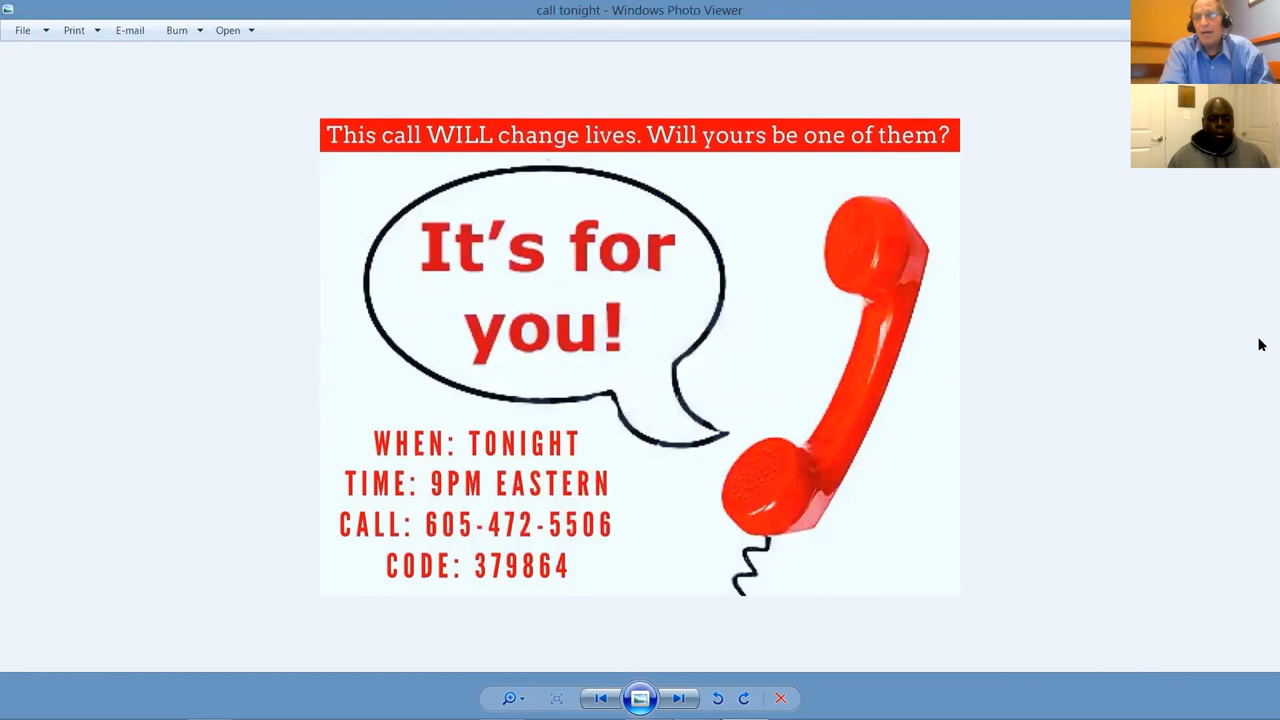 call tonight - Windows Photo Viewer
File Print E-mail Burn Open
This call WILL change lives. Will yours be one of them?
It's for
you!
WHEN: TONIGHT
TIME: 9PM EASTERN
CALL: 605-472-5506
CODE: 379864